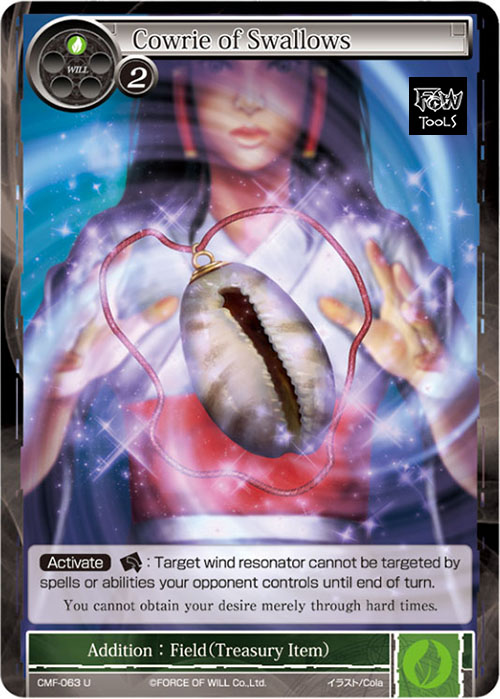 Cowrie of Swallows
WILL
2
FOW
TOOLS
Activate : Target wind resonator cannot be targeted by
spells or abilities your opponent controls until end of turn.
You cannot obtain your desire merely through hard times.
Addition : Field(Treasury Item)
CMF-063 U ©FORCE OF WILL Co.,Ltd. イラスト/Cola